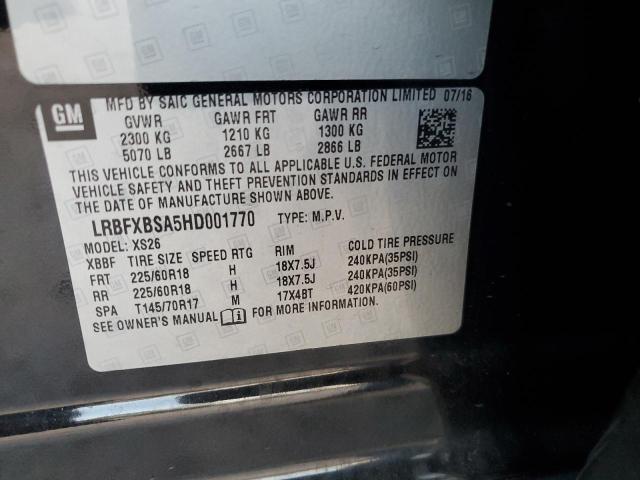 GM
MFD BY SAIC GENERAL MOTORS CORPORATION LIMITED 07/16
GVWR GAWR FRT GAWR RR
2300 KG 1210 KG 1300 KG
5070 LB 2667 LB 2866 LB
THIS VEHICLE CONFORMS TO ALL APPLICABLE U.S. FEDERAL MOTOR
VEHICLE SAFETY AND THEFT PREVENTION STANDARDS IN EFFECT ON
THE DATE OF MANUFACTURE SHOWN ABOVE.
LRBFXBSA5HD001770 TYPE: M.P.V.
MODEL: XS26
XBBF TIRE SIZE SPEED RTG RIM COLD TIRE PRESSURE
FRT 225/60R18 H 18X7.5J 240KPA(35PSI)
RR 225/60R18 H 18X7.5J 240KPA(35PSI)
SPA T145/70R17 M 17X4BT 420KPA(60PSI)
SEE OWNER'S MANUAL